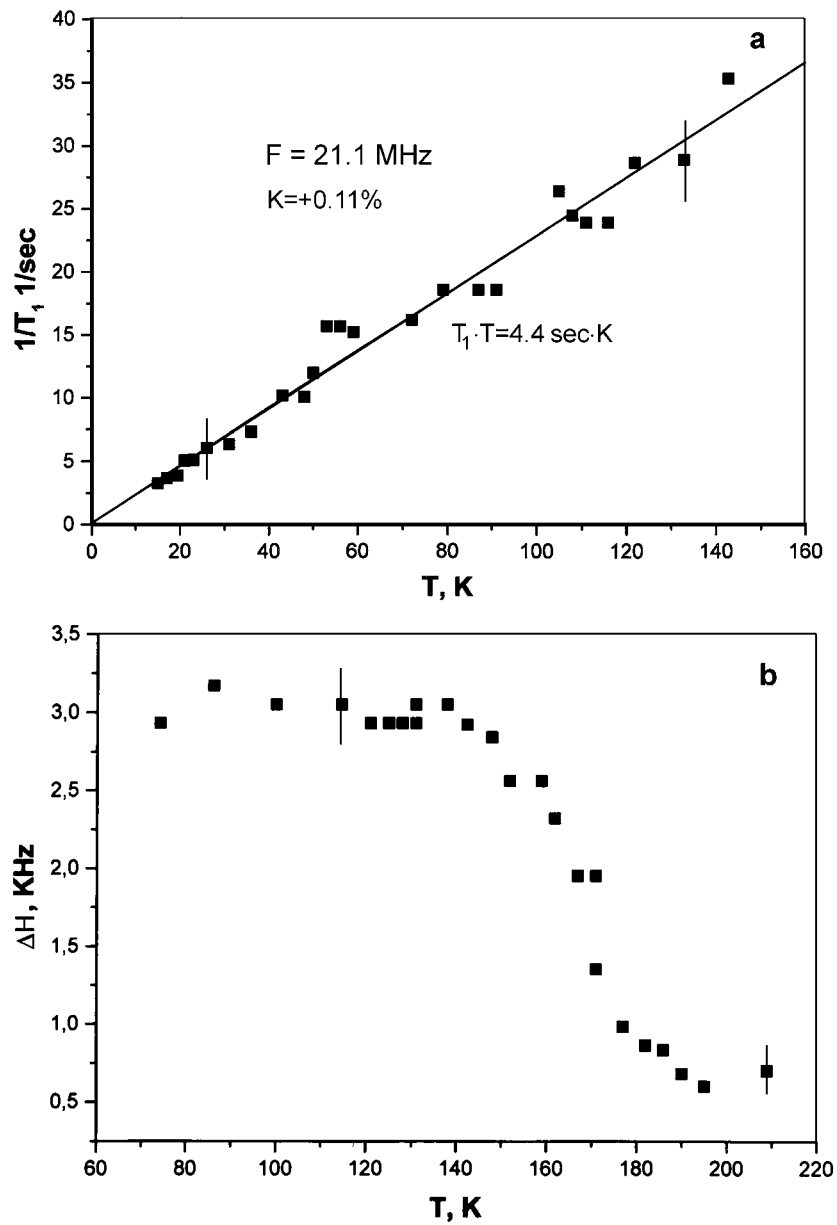 a
40
35
30
25
20
15
10
5
0
1/T₁, 1/sec
F = 21.1 MHz
K=+0.11%
T₁·T=4.4 sec·K
0 20 40 60 80 100 120 140 160
T, K
b
3,5
3,0
2,5
2,0
1,5
1,0
0,5
ΔH, KHz
60 80 100 120 140 160 180 200 220
T, K